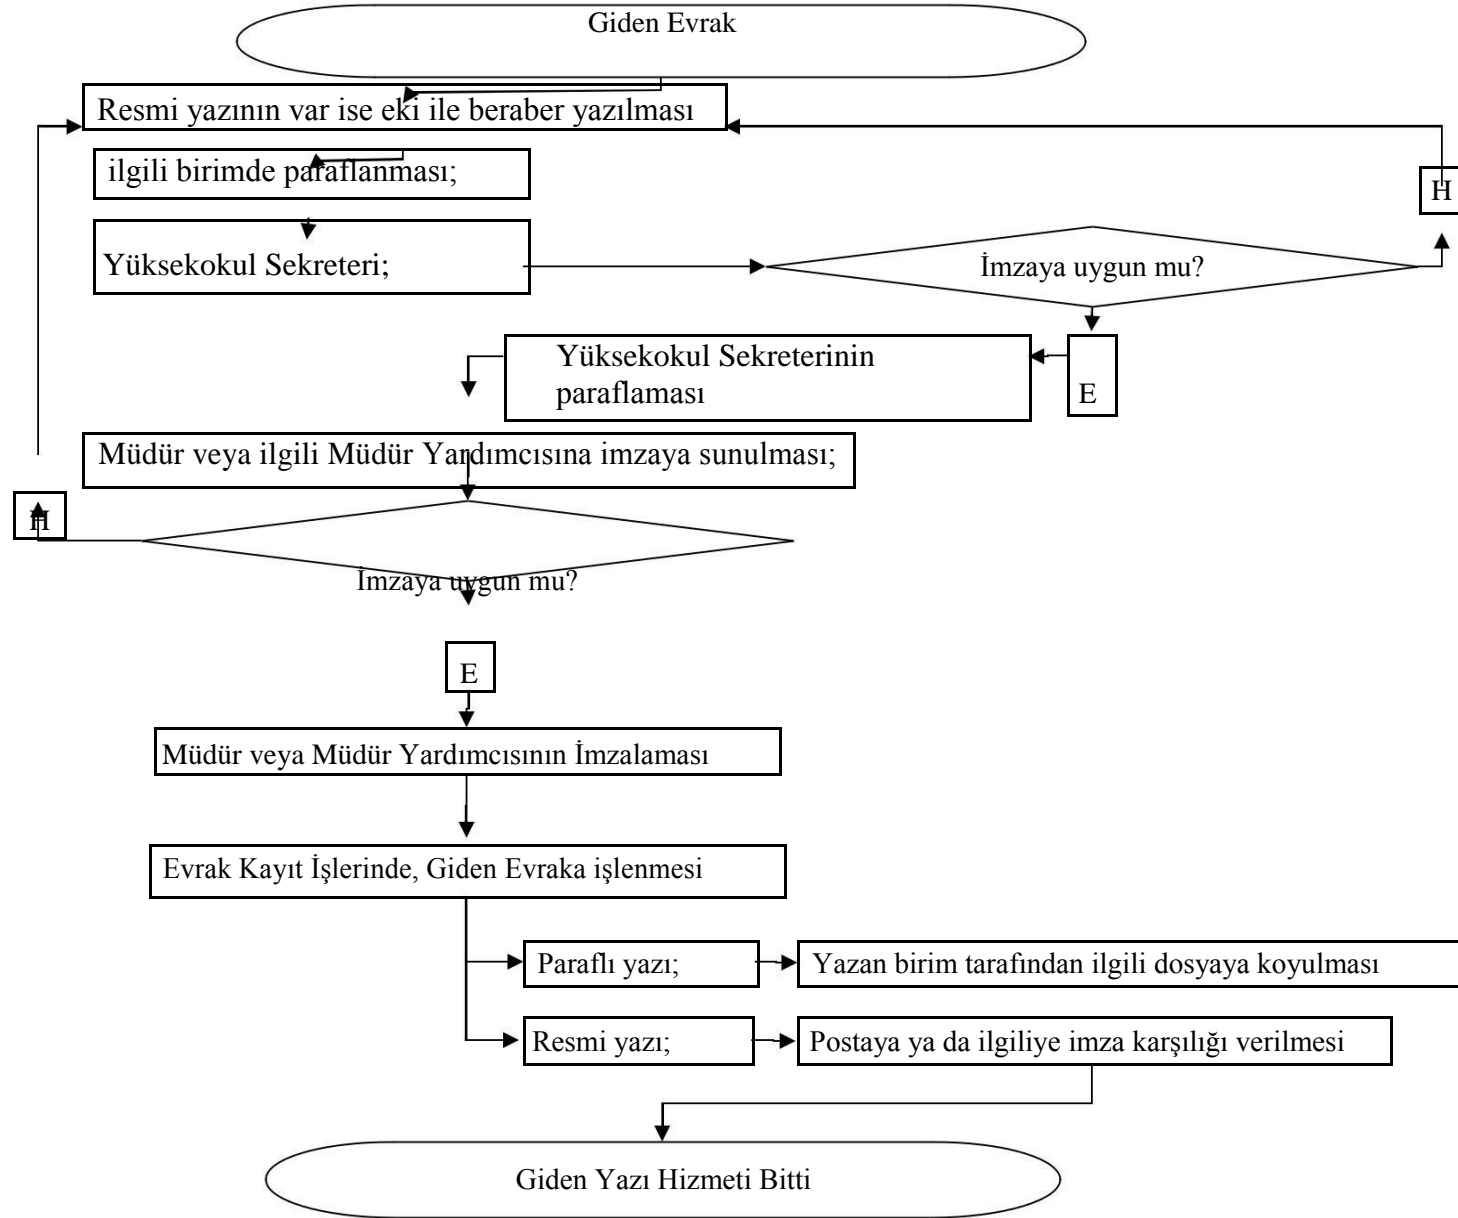 Giden Evrak
Resmi yazının var ise eki ile beraber yazılması
ilgili birimde paraflanması;
H
Yüksekokul Sekreteri;
İmzaya uygun mu?
Yüksekokul Sekreterinin
paraflaması
E
Müdür veya ilgili Müdür Yardımcısına imzaya sunulması;
H
İmzaya uygun mu?
E
Müdür veya Müdür Yardımcısının İmzalaması
Evrak Kayıt İşlerinde, Giden Evraka işlenmesi
Paraflı yazı;
Yazan birim tarafından ilgili dosyaya koyulması
Resmi yazı;
Postaya ya da ilgiliye imza karşılığı verilmesi
Giden Yazı Hizmeti Bitti